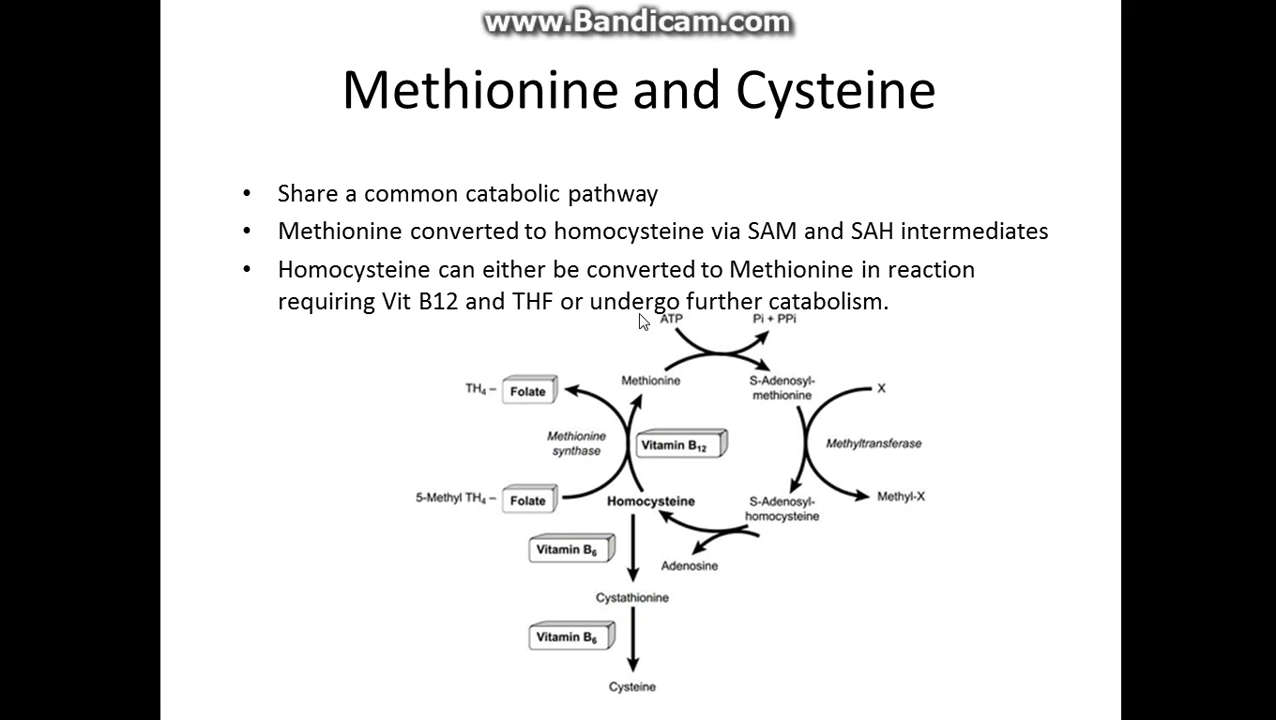 www.Bandicam.com
Methionine and Cysteine
• Share a common catabolic pathway
• Methionine converted to homocysteine via SAM and SAH intermediates
• Homocysteine can either be converted to Methionine in reaction
requiring Vit B12 and THF or undergo further catabolism.
ATP
Pi + PPi
Methionine
S-Adenosyl-
methionine
TH₄ – Folate
X
Methionine
synthase
Vitamin B₁₂
Methyltransferase
5-Methyl TH₄ – Folate
Homocysteine
S-Adenosyl-
homocysteine
Methyl-X
Vitamin B₆
Adenosine
Cystathionine
Vitamin B₆
Cysteine